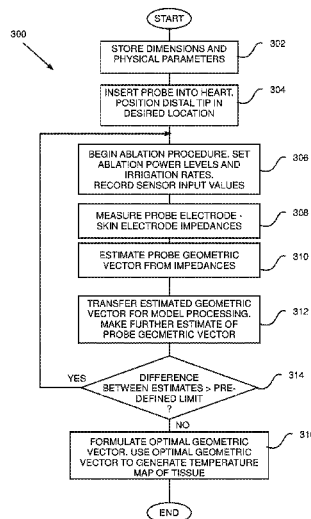 START
300
STORE DIMENSIONS AND
PHYSICAL PARAMETERS
302
INSERT PROBE INTO HEART.
POSITION DISTAL TIP IN
DESIRED LOCATION
304
BEGIN ABLATION PROCEDURE. SET
ABLATION POWER LEVELS AND
IRRIGATION RATES.
RECORD SENSOR INPUT VALUES
306
MEASURE PROBE ELECTRODE -
SKIN ELECTRODE IMPEDANCES
308
ESTIMATE PROBE GEOMETRIC
VECTOR FROM IMPEDANCES
310
TRANSFER ESTIMATED GEOMETRIC
VECTOR FOR MODEL PROCESSING.
MAKE FURTHER ESTIMATE OF
PROBE GEOMETRIC VECTOR
312
YES
DIFFERENCE
BETWEEN ESTIMATES > PRE-
DEFINED LIMIT
?
314
NO
FORMULATE OPTIMAL GEOMETRIC
VECTOR. USE OPTIMAL GEOMETRIC
VECTOR TO GENERATE TEMPERATURE
MAP OF TISSUE
END